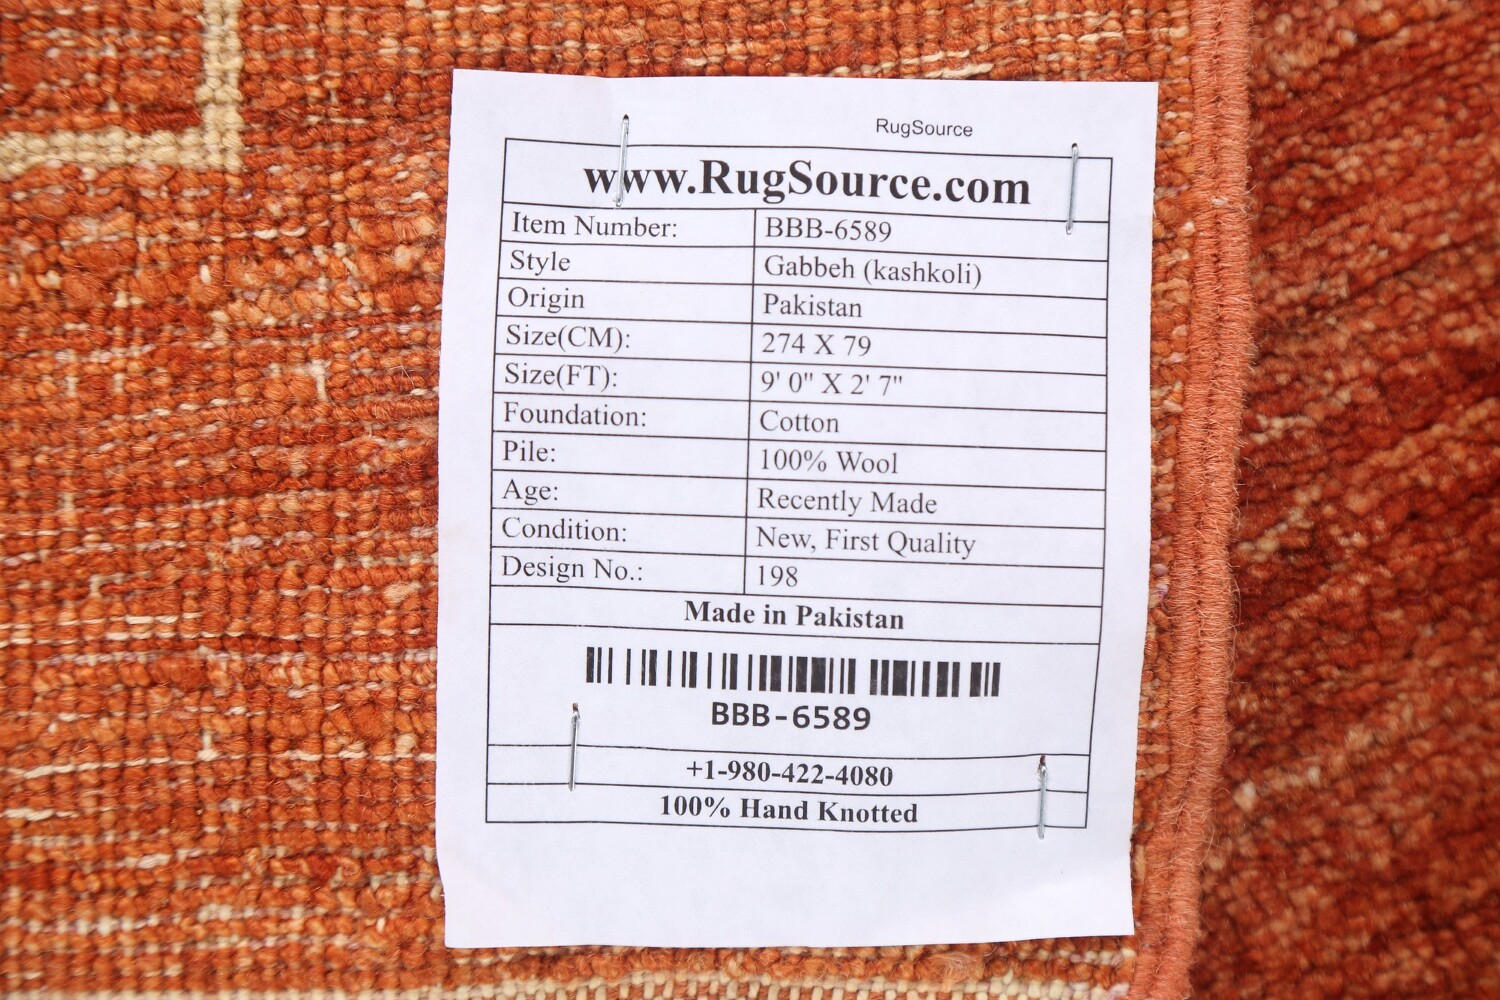 RugSource
www.RugSource.com
Item Number: BBB-6589
Style Gabbeh (kashkoli)
Origin Pakistan
Size(CM): 274 X 79
Size(FT): 9' 0" X 2' 7"
Foundation: Cotton
Pile: 100% Wool
Age: Recently Made
Condition: New, First Quality
Design No.: 198
Made in Pakistan
BBB-6589
+1-980-422-4080
100% Hand Knotted